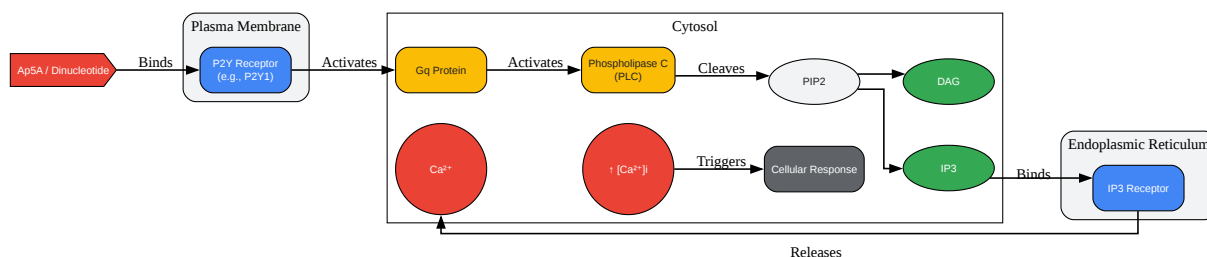 Plasma Membrane
Cytosol
Ap5A / Dinucleotide
Binds
P2Y Receptor
(e.g., P2Y1)
Activates
Gq Protein
Activates
Phospholipase C
(PLC)
Cleaves
PIP2
DAG
Ca²⁺
↑ [Ca²⁺]i
Triggers
Cellular Response
IP3
Binds
Endoplasmic Reticulum
IP3 Receptor
Releases